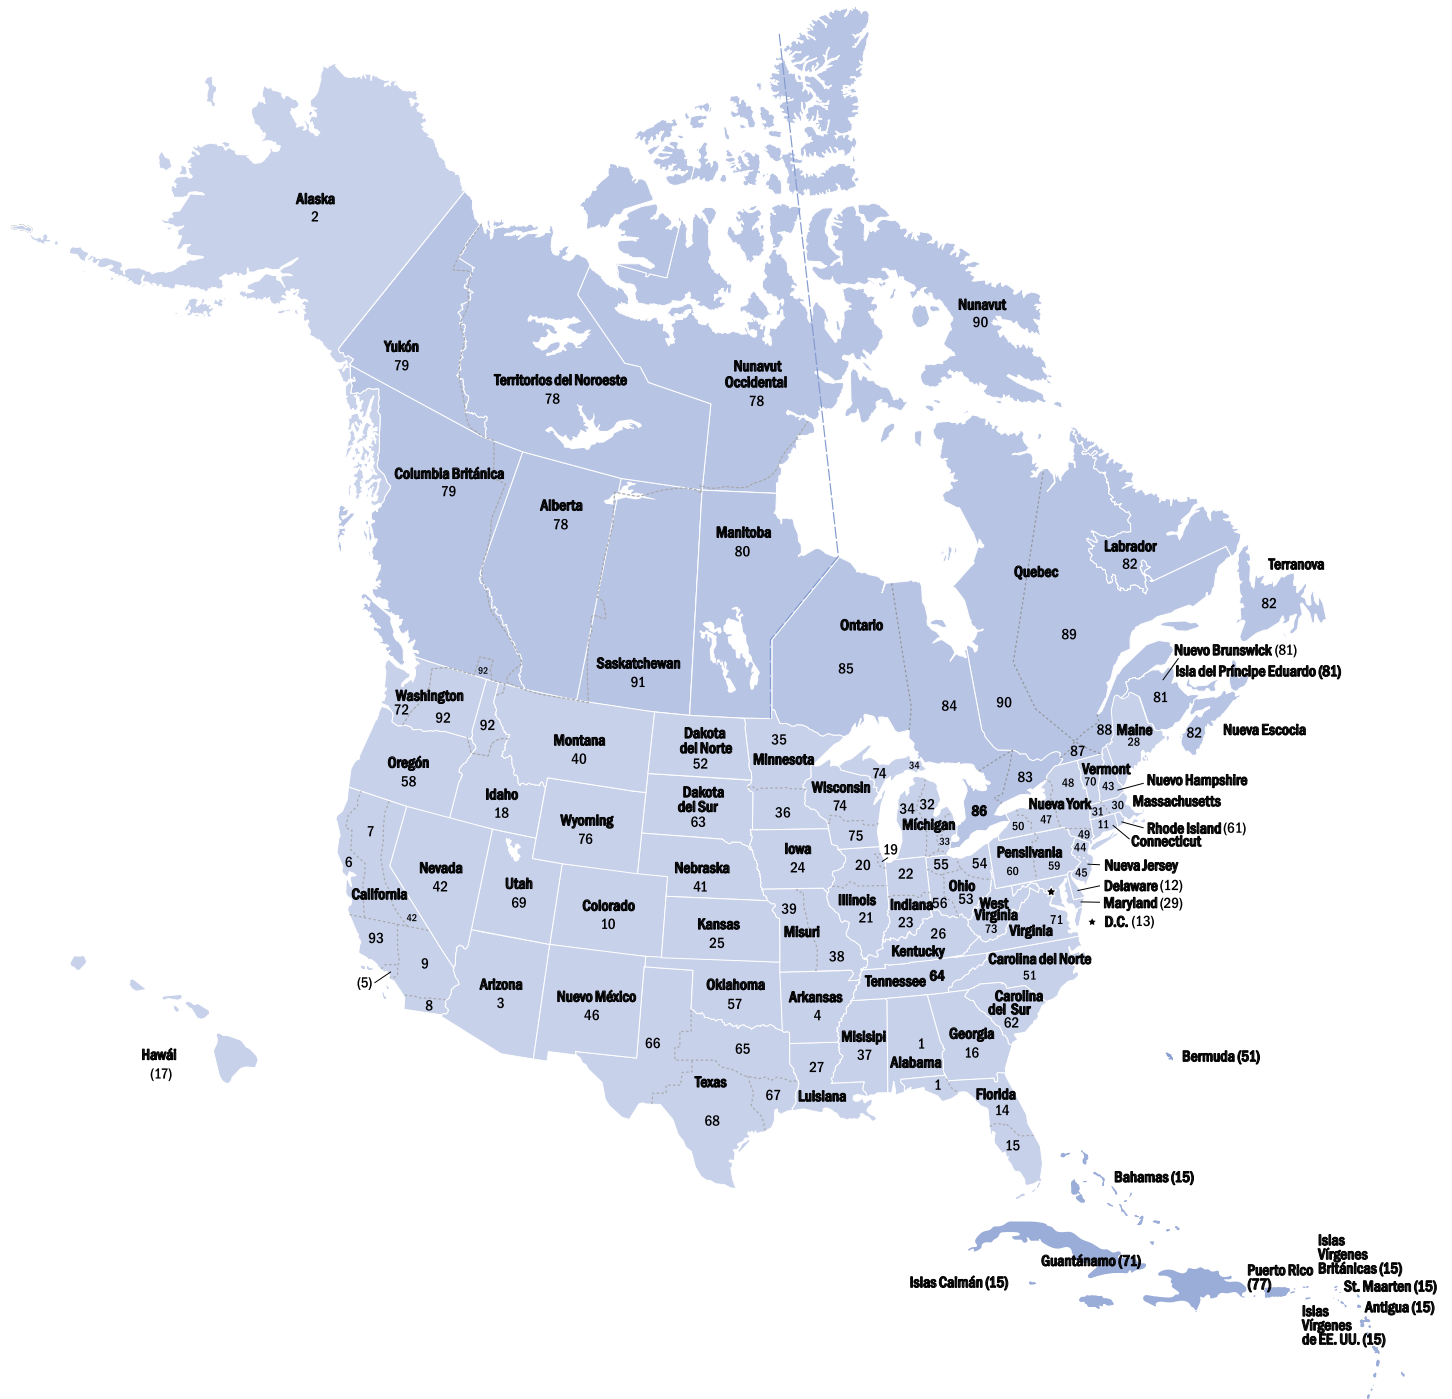 Alaska
2
Yukón
79
Territorios del Noroeste
78
Nunavut
Occidental
78
Nunavut
90
Columbia Británica
79
Alberta
78
Saskatchewan
91
Manitoba
80
Ontario
85
84
Quebec
89
90
Labrador
82
Terranova
82
Nuevo Brunswick (81)
Isla del Príncipe Eduardo (81)
81
Nueva Escocia
82
88
87
83
86
92
Washington
72
92
92
Oregón
58
Idaho
18
Montana
40
Wyoming
76
Dakota
del Norte
52
Dakota
del Sur
63
Nebraska
41
Kansas
25
Oklahoma
57
35
Minnesota
36
Iowa
24
39
Misuri
38
Arkansas
4
27
Luisiana
74
34
Wisconsin
74
75
34
32
Míchigan
33
19
20
Illinois
21
22
Indiana
23
55
54
Ohio
56
53
West
Virginia
73
71
Virginia
26
Kentucky
Tennessee 64
Carolina del Norte
51
Carolina
del Sur
62
Georgia
16
1
Alabama
1
Misisipi
37
Florida
14
15
Maine
28
Vermont
70
43
Nuevo Hampshire
48
Nueva York
47
50
49
31
30
Massachusetts
11
Rhode Island (61)
Connecticut
Pensilvania
60
59
44
45
Nueva Jersey
Delaware (12)
Maryland (29)
D.C. (13)
7
6
California
42
93
(5)
9
8
Nevada
42
Utah
69
Colorado
10
Arizona
3
Nuevo México
46
66
65
Texas
67
68
Hawái
(17)
Bermuda (51)
Bahamas (15)
Guantánamo (71)
Islas Caimán (15)
Puerto Rico
(77)
Islas
Vírgenes
Británicas (15)
St. Maarten (15)
Antigua (15)
Islas
Vírgenes
de EE. UU. (15)